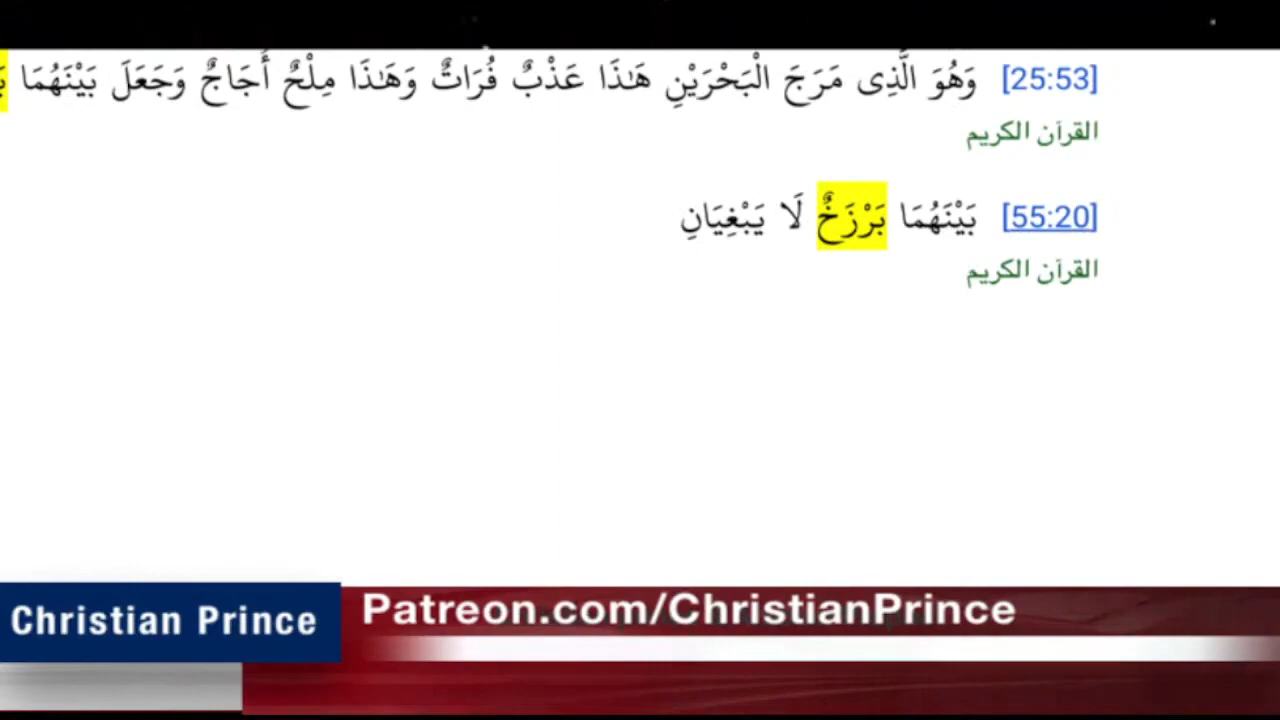 [25:53] وَهُوَ الَّذِى مَرَجَ الْبَحْرَيْنِ هَـٰذَا عَذْبٌ فُرَاتٌ وَهَـٰذَا مِلْحٌ أُجَاجٌ وَجَعَلَ بَيْنَهُمَا
القرآن الكريم
[55:20] بَيْنَهُمَا بَرْزَخٌ لَا يَبْغِيَانِ
القرآن الكريم
Christian Prince
Patreon.com/ChristianPrince